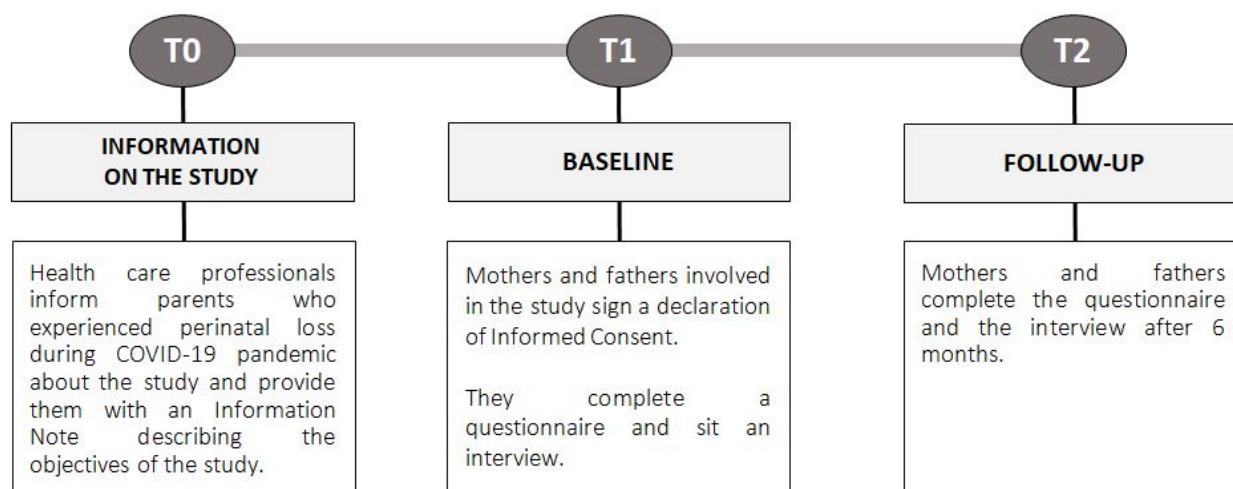 T0
T1
T2
INFORMATION
ON THE STUDY
BASELINE
FOLLOW-UP
Health care professionals
inform parents who
experienced perinatal loss
during COVID-19 pandemic
about the study and provide
them with an Information
Note describing the
objectives of the study.
Mothers and fathers involved
in the study sign a declaration
of Informed Consent.
They complete a
questionnaire and sit an
interview.
Mothers and fathers
complete the questionnaire
and the interview after 6
months.